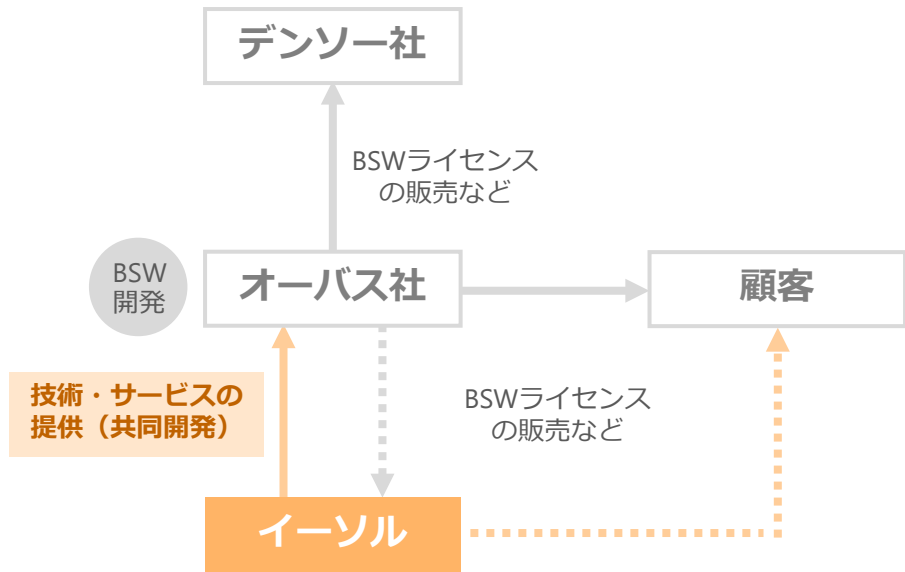 デンソー社
BSWライセンス
の販売など
BSW
開発
オーバス社
顧客
技術・サービスの
提供（共同開発）
BSWライセンス
の販売など
イーソル